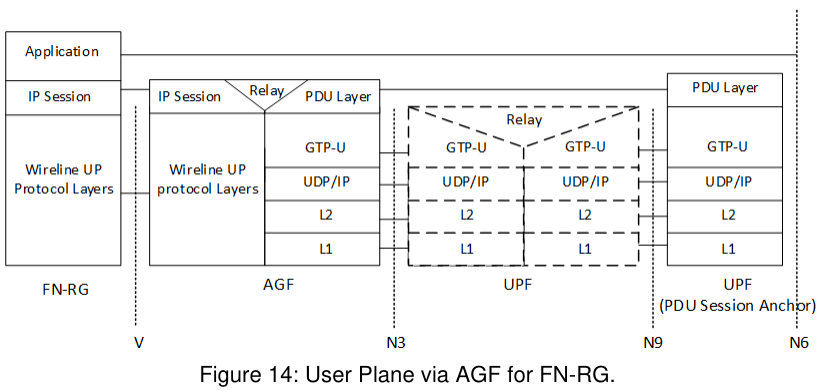 Application
IP Session
Wireline UP
Protocol Layers
FN-RG
IP Session
Relay
PDU Layer
Wireline UP
protocol Layers
GTP-U
UDP/IP
L2
L1
AGF
Relay
GTP-U
GTP-U
UDP/IP
UDP/IP
L2
L2
L1
L1
UPF
PDU Layer
GTP-U
UDP/IP
L2
L1
UPF
(PDU Session Anchor)
V
N3
N9
N6
Figure 14: User Plane via AGF for FN-RG.